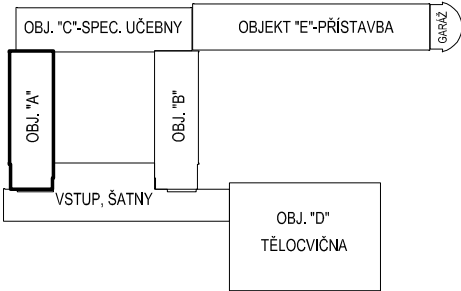 OBJ. "C"-SPEC. UČEBNY
OBJEKT "E"-PŘÍSTAVBA
GARÁŽ
OBJ. "A"
OBJ. "B"
VSTUP, ŠATNY
OBJ. "D"
TĚLOCVIČNA